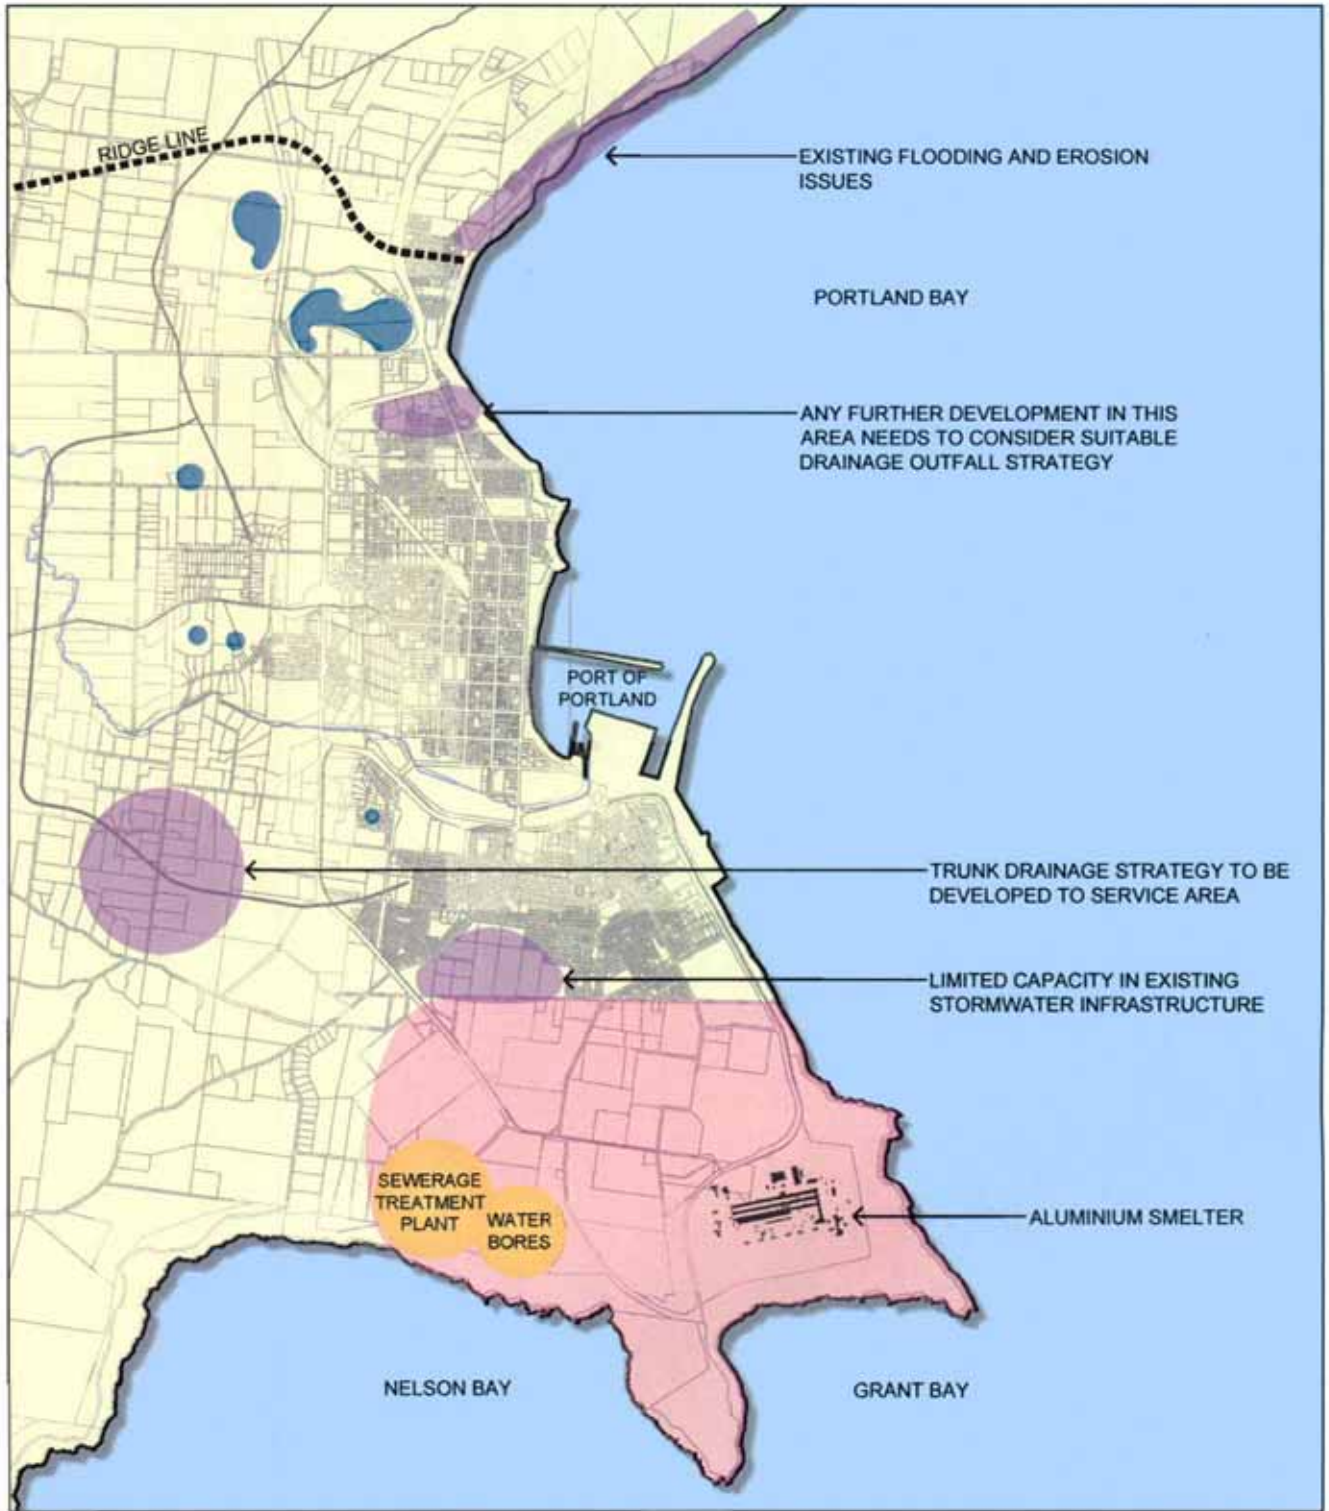 RIDGE LINE
EXISTING FLOODING AND EROSION
ISSUES
PORTLAND BAY
ANY FURTHER DEVELOPMENT IN THIS
AREA NEEDS TO CONSIDER SUITABLE
DRAINAGE OUTFALL STRATEGY
PORT OF
PORTLAND
TRUNK DRAINAGE STRATEGY TO BE
DEVELOPED TO SERVICE AREA
LIMITED CAPACITY IN EXISTING
STORMWATER INFRASTRUCTURE
SEWERAGE
TREATMENT
PLANT
WATER
BORES
ALUMINIUM SMELTER
NELSON BAY
GRANT BAY